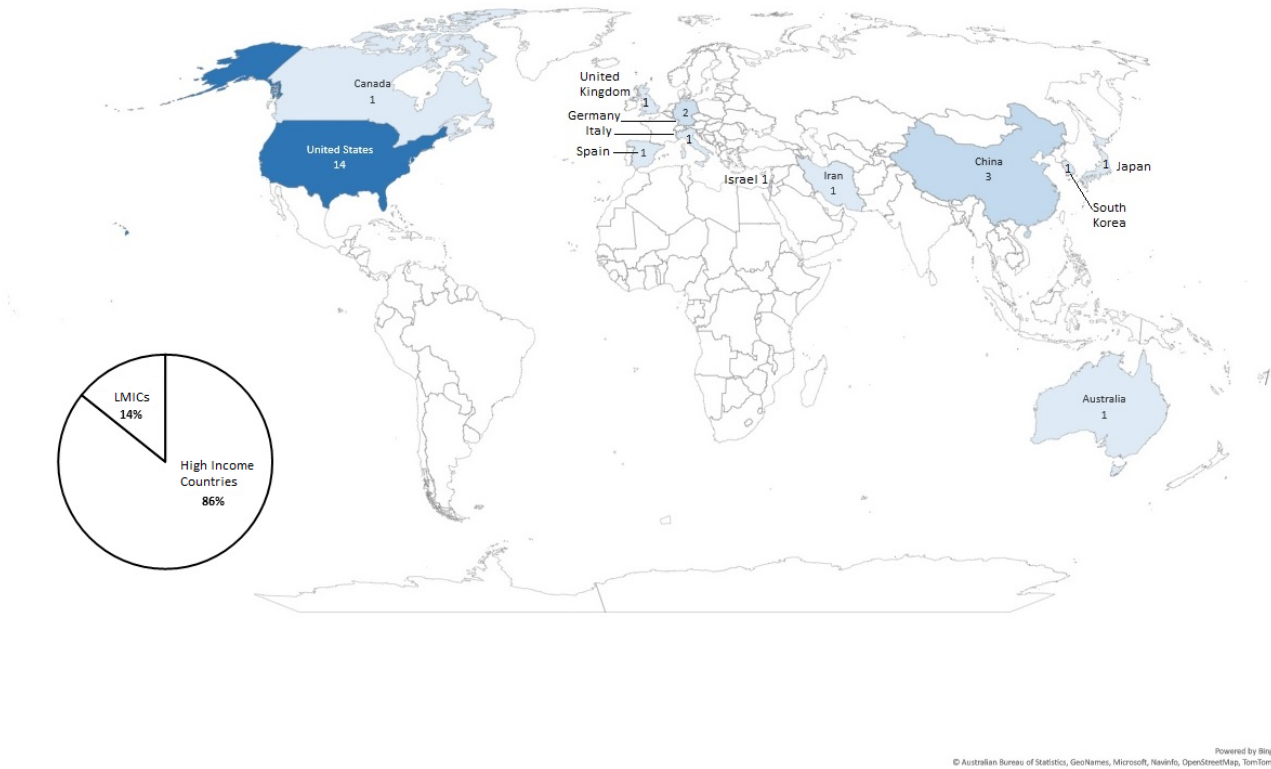 Canada
1
United States
14
United
Kingdom
1
Germany
2
Italy
1
Spain
1
Israel 1
Iran
1
China
3
1
Japan
1
South
Korea
Australia
1
LMICs
14%
High Income
Countries
86%
Powered by Bing
© Australian Bureau of Statistics, GeoNames, Microsoft, Navinfo, OpenStreetMap, TomTom